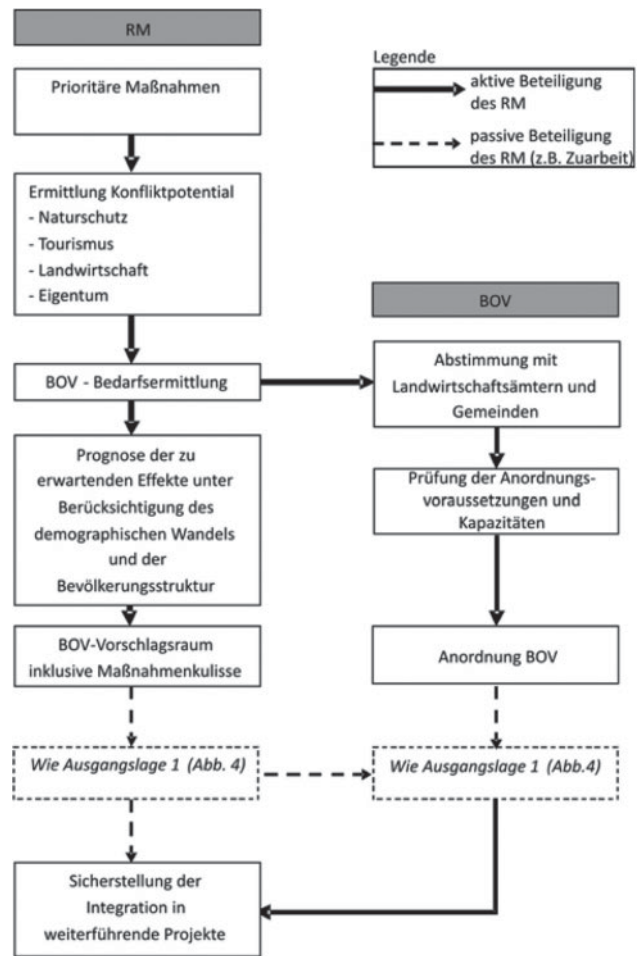 RM
Prioritäre Maßnahmen
Ermittlung Konfliktpotential
- Naturschutz
- Tourismus
- Landwirtschaft
- Eigentum
BOV - Bedarfsermittlung
Prognose der zu
erwartenden Effekte unter
Berücksichtigung des
demographischen Wandels
und der
Bevölkerungsstruktur
BOV-Vorschlagsraum
inklusive Maßnahmenkulisse
Wie Ausgangslage 1 (Abb. 4)
Sicherstellung der
Integration in
weiterführende Projekte
Legende
aktive Beteiligung
des RM
passive Beteiligung
des RM (z.B. Zuarbeit)
BOV
Abstimmung mit
Landwirtschaftsämtern und
Gemeinden
Prüfung der Anordnungs-
voraussetzungen und
Kapazitäten
Anordnung BOV
Wie Ausgangslage 1 (Abb.4)